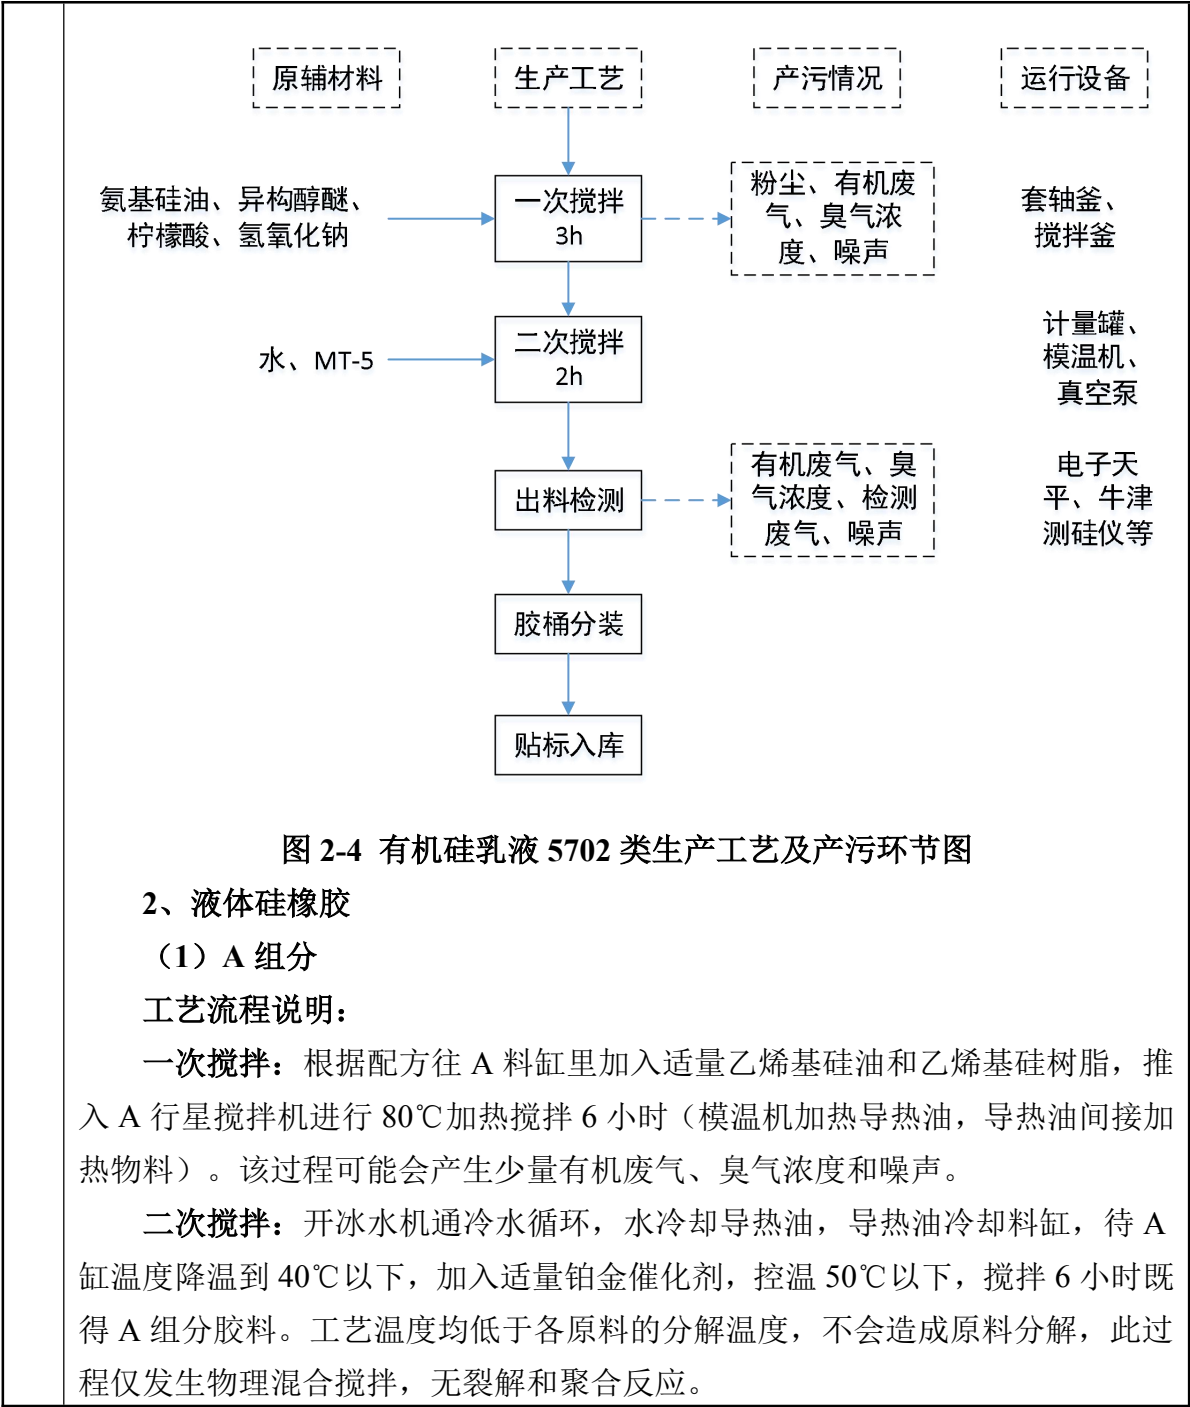 原辅材料
生产工艺
产污情况
运行设备
氨基硅油、异构醇醚、
柠檬酸、氢氧化钠
一次搅拌
3h
粉尘、有机废
气、臭气浓
度、噪声
套轴釜、
搅拌釜
水、MT-5
二次搅拌
2h
计量罐、
模温机、
真空泵
出料检测
有机废气、臭
气浓度、检测
废气、噪声
电子天
平、牛津
测硅仪等
胶桶分装
贴标入库
图 2-4 有机硅乳液 5702 类生产工艺及产污环节图
2、液体硅橡胶
（1）A 组分
工艺流程说明：
一次搅拌：根据配方往 A 料缸里加入适量乙烯基硅油和乙烯基硅树脂，推
入 A 行星搅拌机进行 80℃加热搅拌 6 小时（模温机加热导热油，导热油间接加
热物料）。该过程可能会产生少量有机废气、臭气浓度和噪声。
二次搅拌：开冰水机通冷水循环，水冷却导热油，导热油冷却料缸，待 A
缸温度降温到 40℃以下，加入适量铂金催化剂，控温 50℃以下，搅拌 6 小时既
得 A 组分胶料。工艺温度均低于各原料的分解温度，不会造成原料分解，此过
程仅发生物理混合搅拌，无裂解和聚合反应。